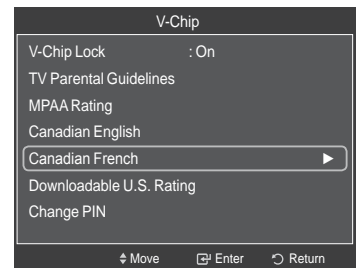 V-Chip
V-Chip Lock : On
TV Parental Guidelines
MPAA Rating
Canadian English
Canadian French ►
Downloadable U.S. Rating
Change PIN
Move Enter Return